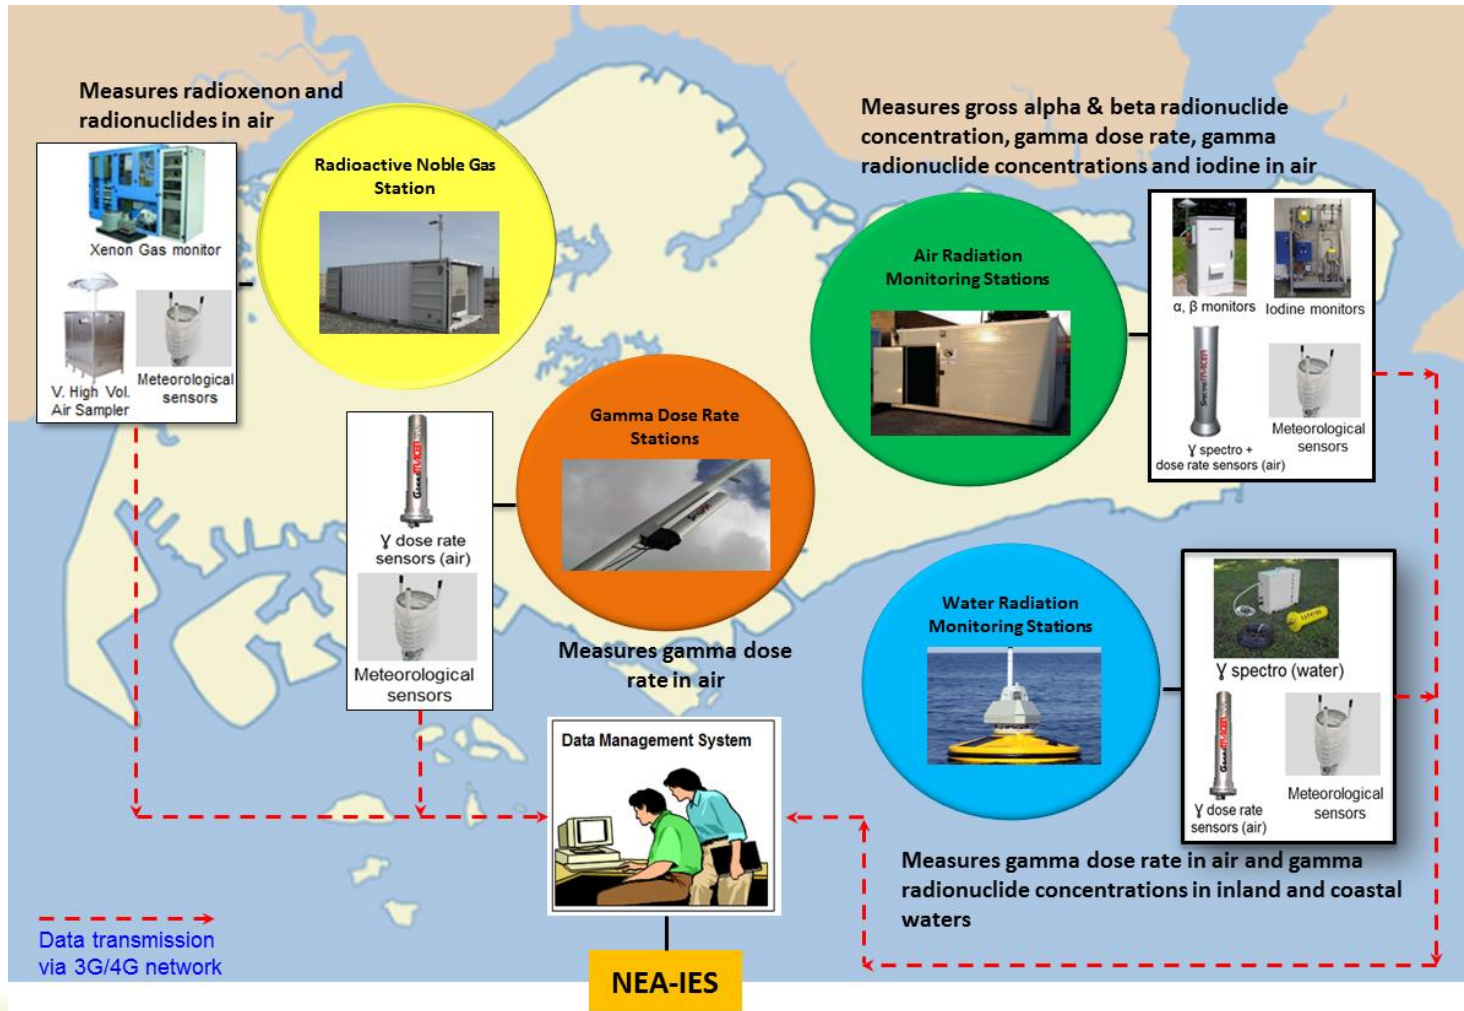 Measures radioxenon and
radionuclides in air
Xenon Gas monitor
V. High Vol.
Air Sampler
Meteorological
sensors
Radioactive Noble Gas
Station
Measures gross alpha & beta radionuclide
concentration, gamma dose rate, gamma
radionuclide concentrations and iodine in air
Air Radiation
Monitoring Stations
α, β monitors
Iodine monitors
Ɣ spectro +
dose rate sensors (air)
Meteorological
sensors
Gamma Dose Rate
Stations
Ɣ dose rate
sensors (air)
Meteorological
sensors
Measures gamma dose
rate in air
Water Radiation
Monitoring Stations
Ɣ spectro (water)
Ɣ dose rate
sensors (air)
Meteorological
sensors
Measures gamma dose rate in air and gamma
radionuclide concentrations in inland and coastal
waters
Data Management System
NEA-IES
Data transmission
via 3G/4G network